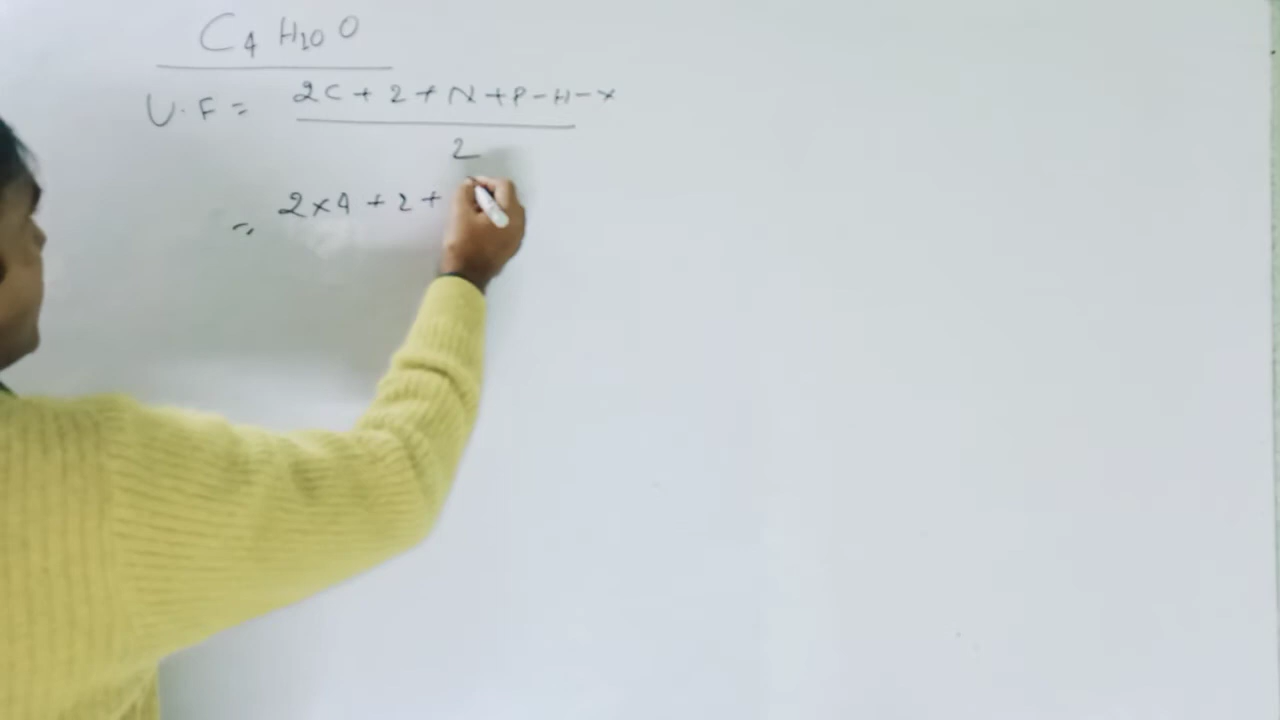 C4 H10 O
U.F = 2C + 2 + N + P - H - X
2
= 2×4 + 2 +